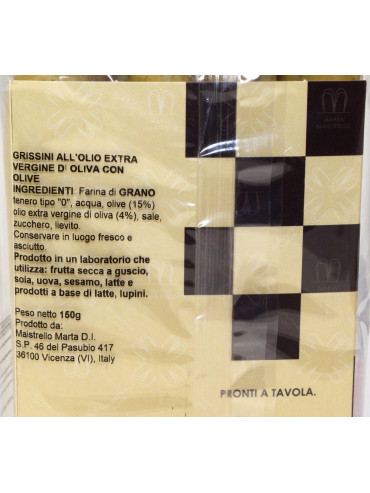 GRISSINI ALL'OLIO EXTRA
VERGINE DI OLIVA CON
OLIVE
INGREDIENTI: Farina di GRANO
tenero tipo "0", acqua, olive (15%)
olio extra vergine di oliva (4%), sale,
zucchero, lievito.
Conservare in luogo fresco e
asciutto.
Prodotto in un laboratorio che
utilizza: frutta secca a guscio,
soia, uova, sesamo, latte e
prodotti a base di latte, lupini.
Peso netto 150g
Prodotto da:
Maistrello Marta D.I.
S.P. 46 del Pasubio 417
36100 Vicenza (VI), Italy
PRONTI A TAVOLA.